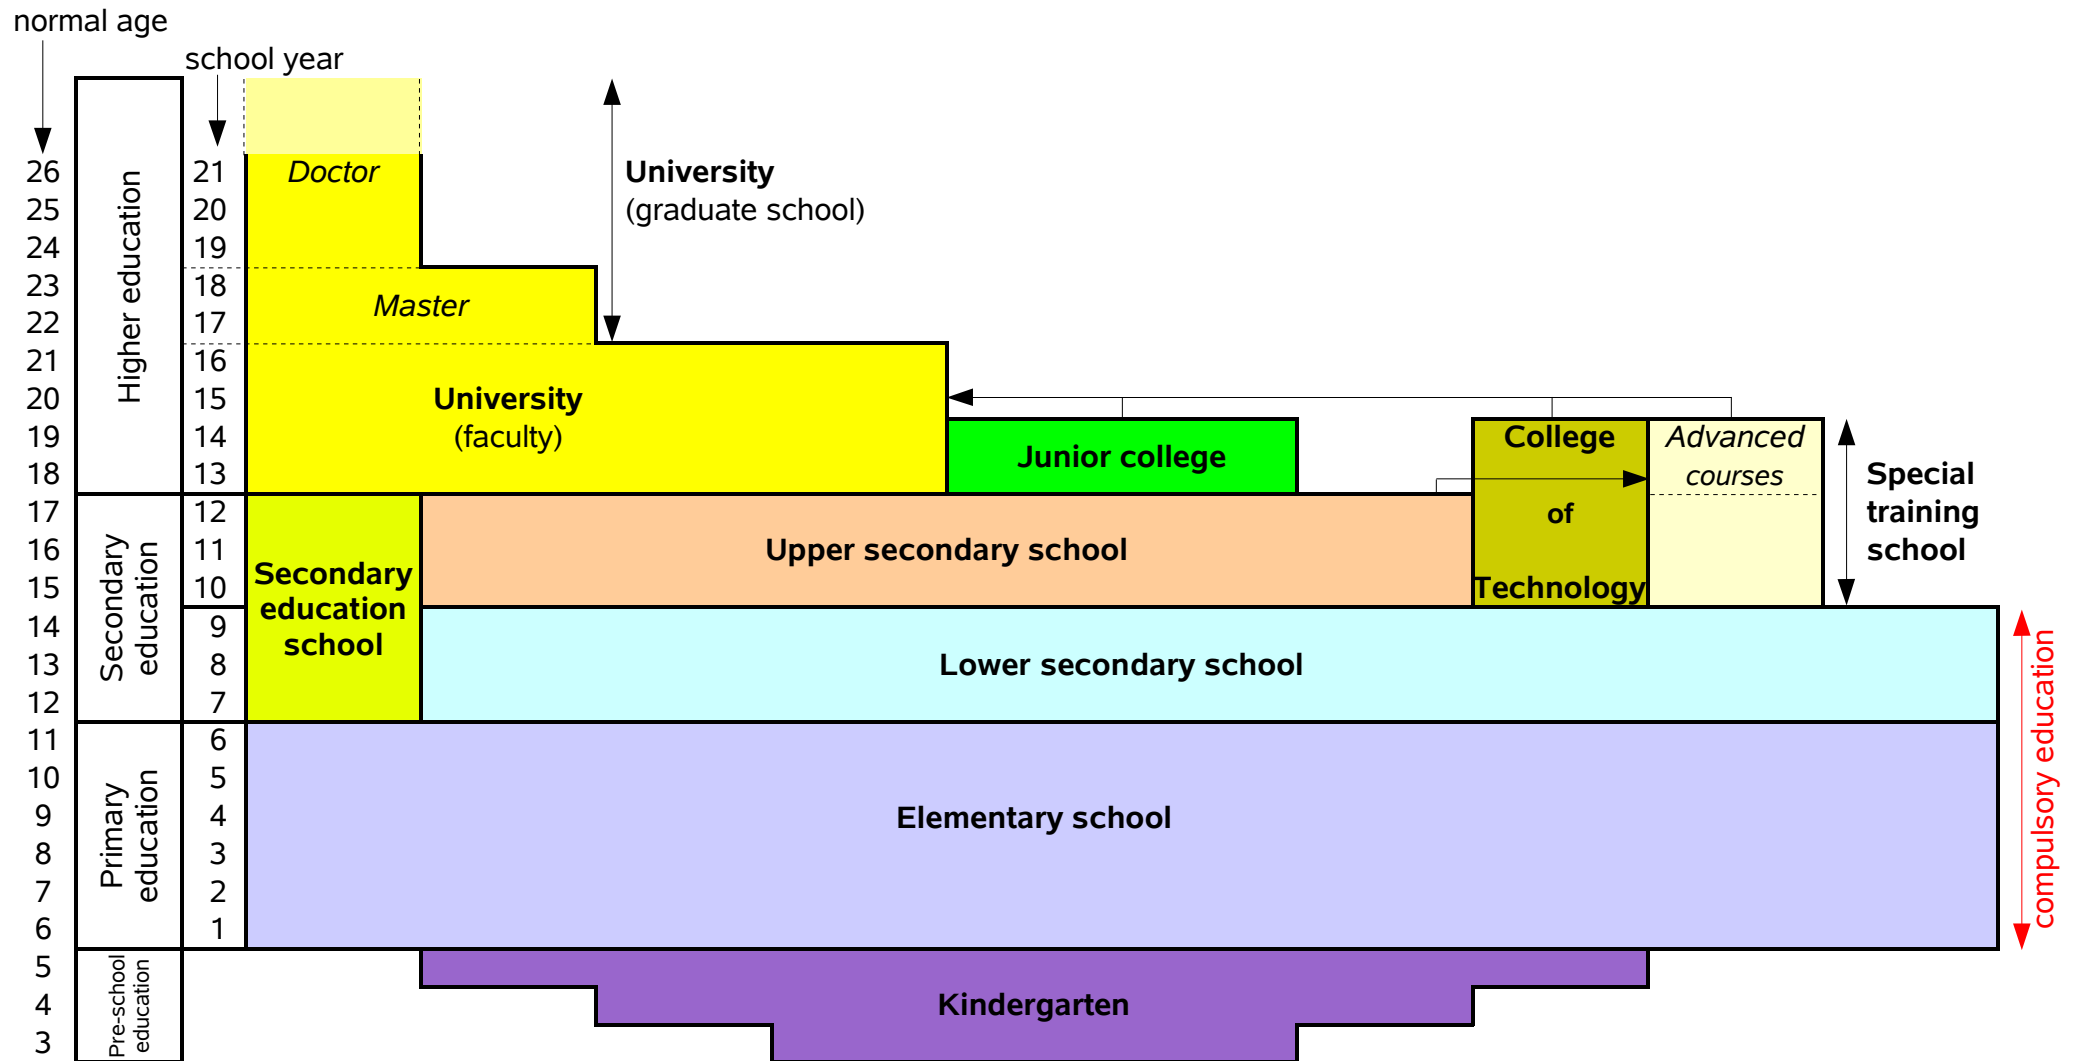 normal age
school year
26
25
24
23
22
21
20
19
18
17
16
15
14
13
12
11
10
9
8
7
6
5
4
3
Higher education
Secondary
education
Primary
education
Pre-school
education
21
20
19
18
17
16
15
14
13
12
11
10
9
8
7
6
5
4
3
2
1
Doctor
Master
University
(graduate school)
University
(faculty)
Junior college
College
of
Technology
Advanced
courses
Special
training
school
Secondary
education
school
Upper secondary school
Lower secondary school
Elementary school
Kindergarten
compulsory education